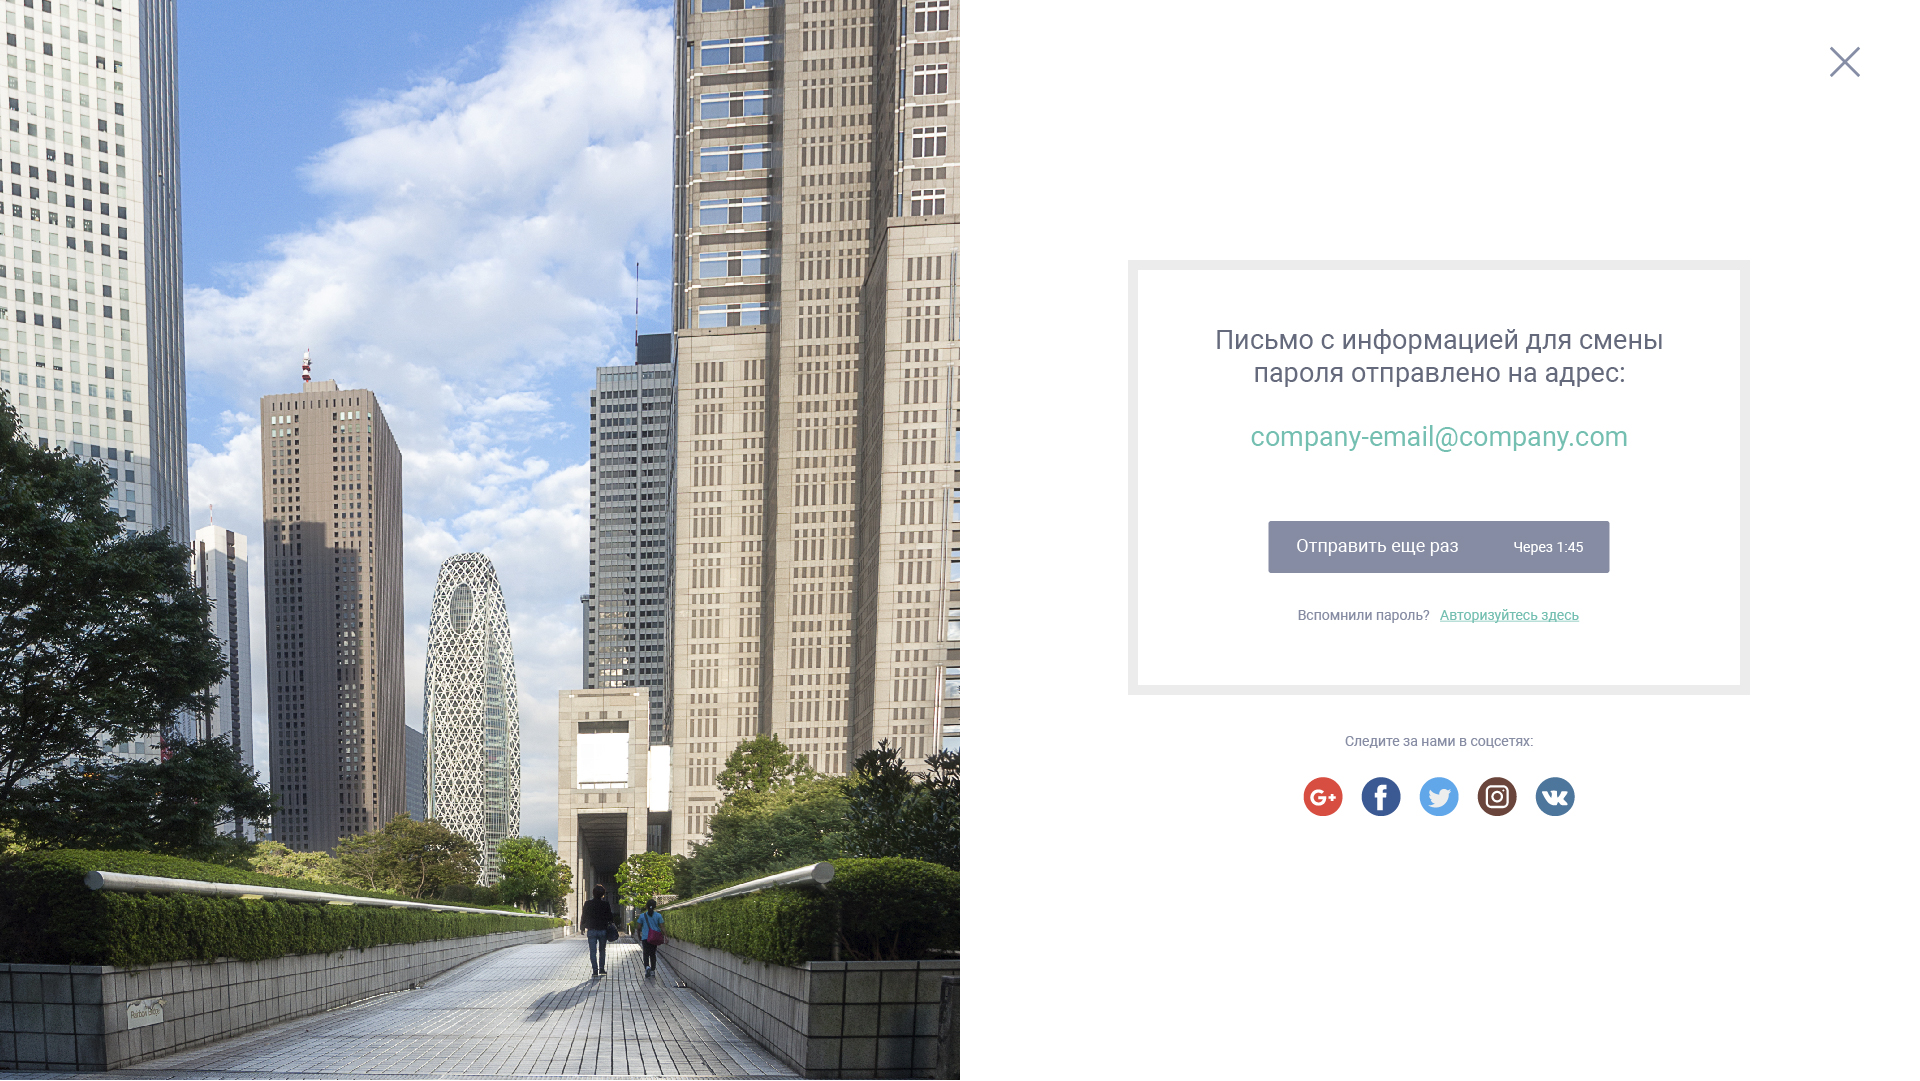 Письмо с информацией для смены
пароля отправлено на адрес:
company-email@company.com
Отправить еще раз Через 1:45
Вспомнили пароль? Авторизуйтесь здесь
Следите за нами в соцсетях: